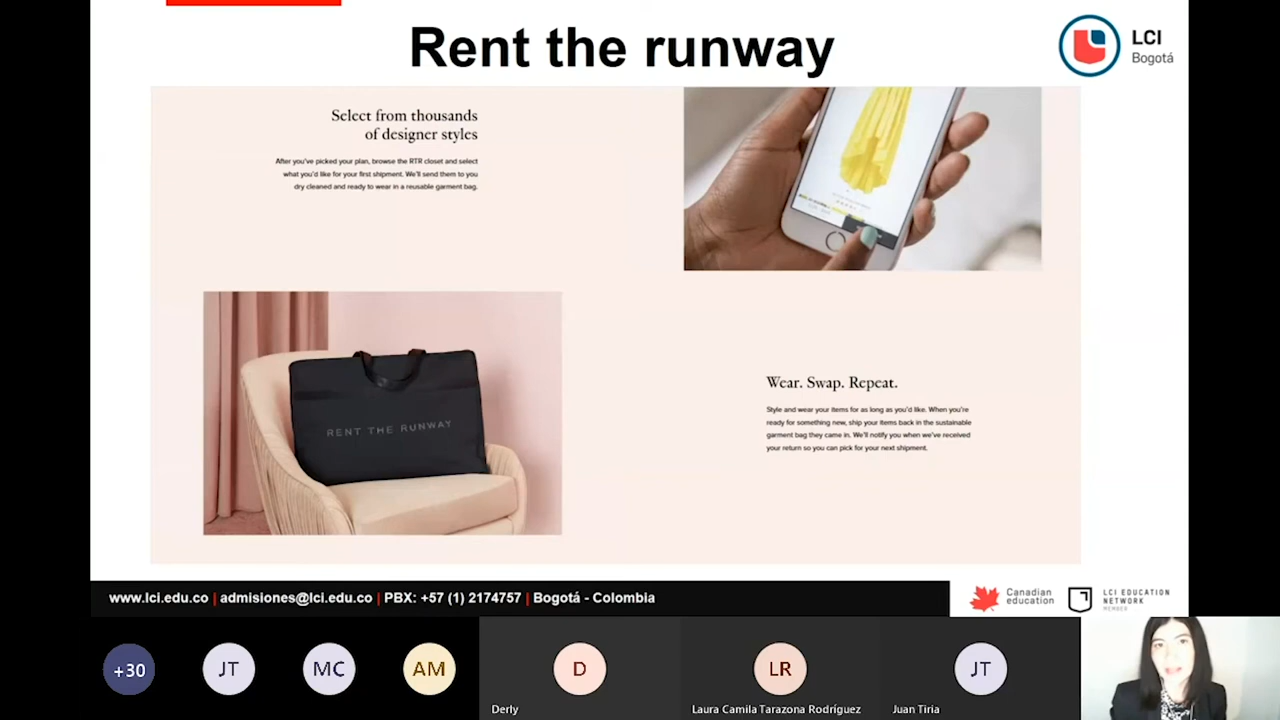 Rent the runway
LCI
Bogotá
Select from thousands
of designer styles
After you've picked your plan, browse the RTR closet and select
what you'd like for your first shipment. We'll send them to you
dry cleaned and ready to wear in a reusable garment bag.
RENT THE RUNWAY
Wear. Swap. Repeat.
Style and wear your items for as long as you'd like. When you're
ready for something new, ship your items back in the sustainable
garment bag they came in. We'll notify you when we've received
your return so you can pick for your next shipment.
www.lci.edu.co | admisiones@lci.edu.co | PBX: +57 (1) 2174757 | Bogotá - Colombia
Canadian
education
LCI EDUCATION
NETWORK
MEMBER
+30
JT
MC
AM
D
LR
JT
Derly
Laura Camila Tarazona Rodríguez
Juan Tiria